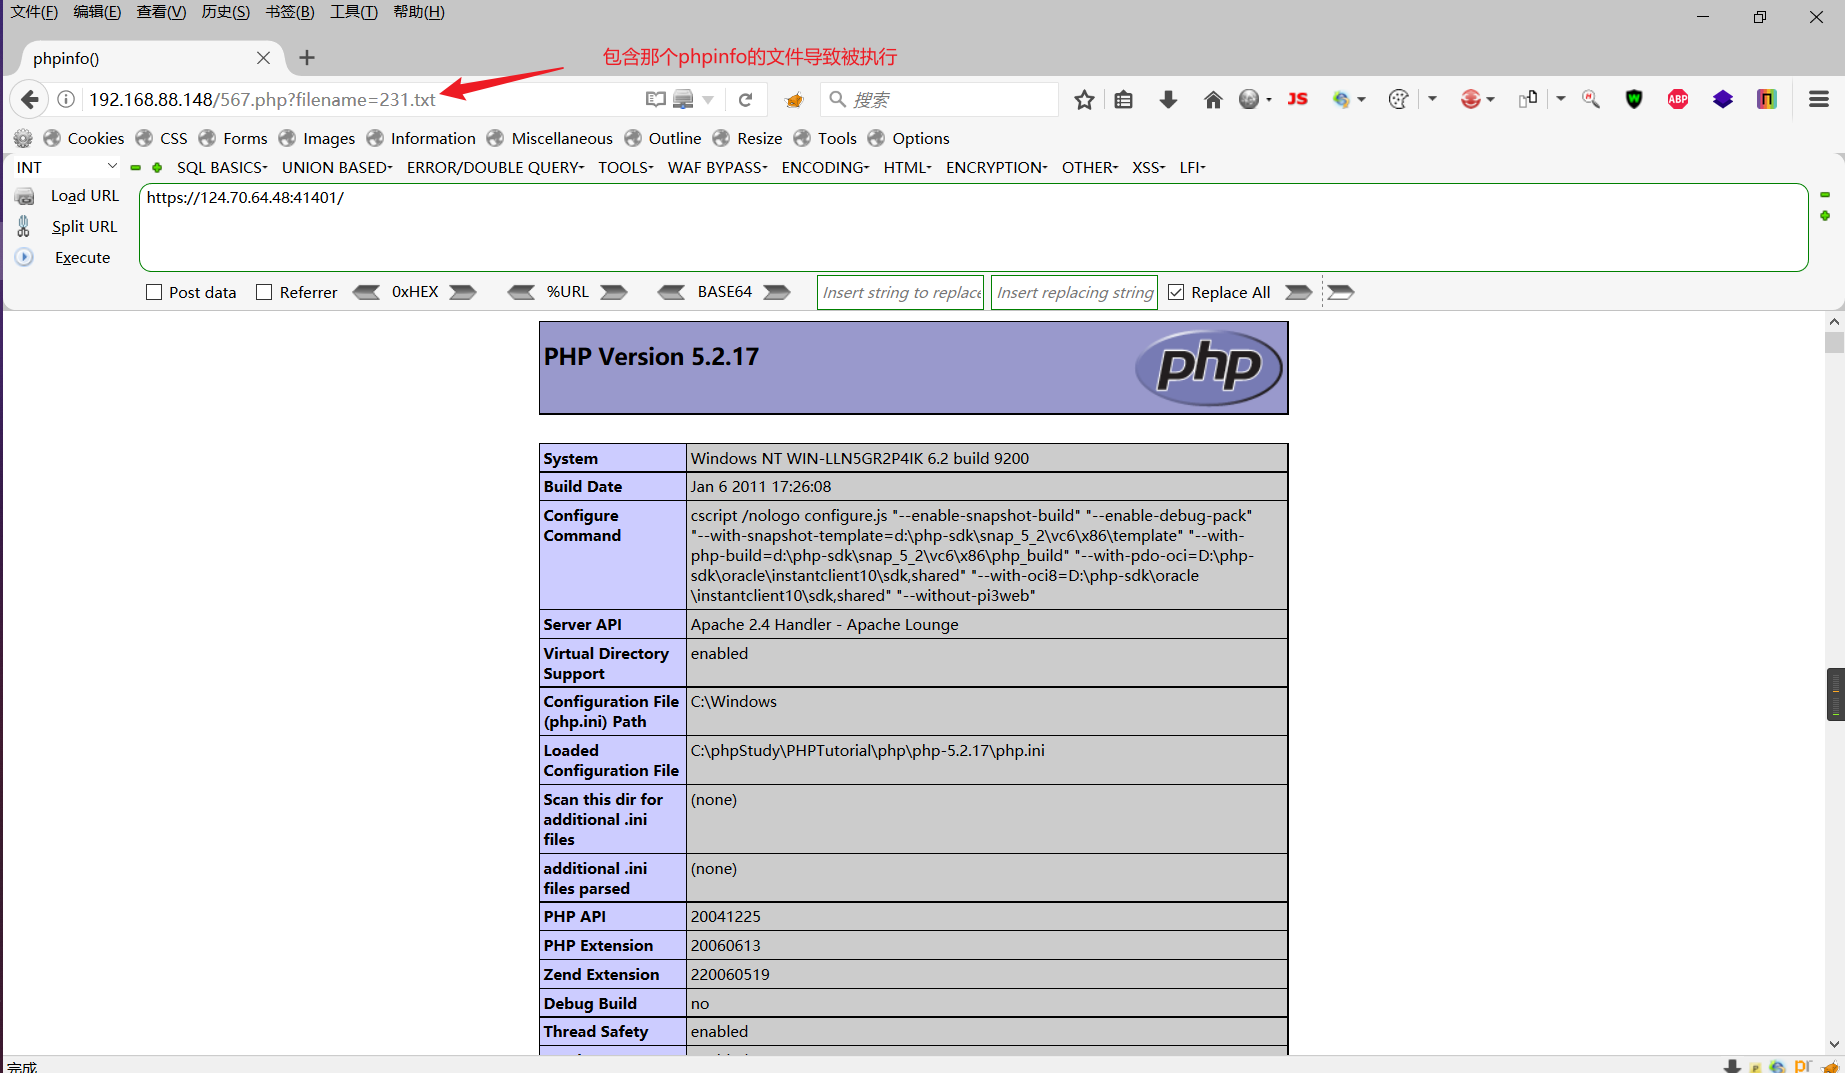 文件(F) 编辑(E) 查看(V) 历史(S) 书签(B) 工具(T) 帮助(H)
phpinfo()
包含那个phpinfo的文件导致被执行
192.168.88.148/567.php?filename=231.txt
搜索
JS
ABP
Cookies CSS Forms Images Information Miscellaneous Outline Resize Tools Options
INT SQL BASICS UNION BASED ERROR/DOUBLE QUERY TOOLS WAF BYPASS ENCODING HTML ENCRYPTION OTHER XSS LFI
Load URL https://124.70.64.48:41401/
Split URL
Execute
Post data Referrer 0xHEX %URL BASE64 Insert string to replace Insert replacing string Replace All
PHP Version 5.2.17
php
System Windows NT WIN-LLN5GR2P4IK 6.2 build 9200
Build Date Jan 6 2011 17:26:08
Configure Command
cscript /nologo configure.js "--enable-snapshot-build" "--enable-debug-pack"
"--with-snapshot-template=d:\php-sdk\snap_5_2\vc6\x86\template" "--with-
php-build=d:\php-sdk\snap_5_2\vc6\x86\php_build" "--with-pdo-oci=D:\php-
sdk\oracle\instantclient10\sdk,shared" "--with-oci8=D:\php-sdk\oracle
\instantclient10\sdk,shared" "--without-pi3web"
Server API Apache 2.4 Handler - Apache Lounge
Virtual Directory Support enabled
Configuration File (php.ini) Path C:\Windows
Loaded Configuration File C:\phpStudy\PHPTutorial\php\php-5.2.17\php.ini
Scan this dir for additional .ini files (none)
additional .ini files parsed (none)
PHP API 20041225
PHP Extension 20060613
Zend Extension 220060519
Debug Build no
Thread Safety enabled
完成